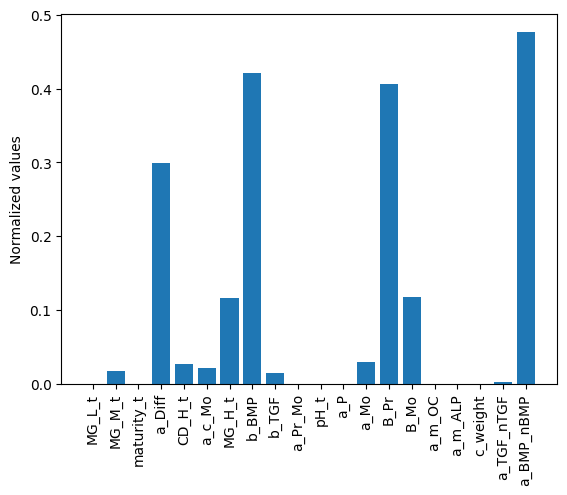 0.5
0.4
0.3
0.2
0.1
0.0
Normalized values
MG_L_t
MG_M_t
maturity_t
a_Diff
CD_H_t
a_c_Mo
MG_H_t
b_BMP
b_TGF
a_Pr_Mo
pH_t
a_P
a_Mo
B_Pr
B_Mo
a_m_OC
a_m_ALP
c_weight
a_TGF_nTGF
a_BMP_nBMP